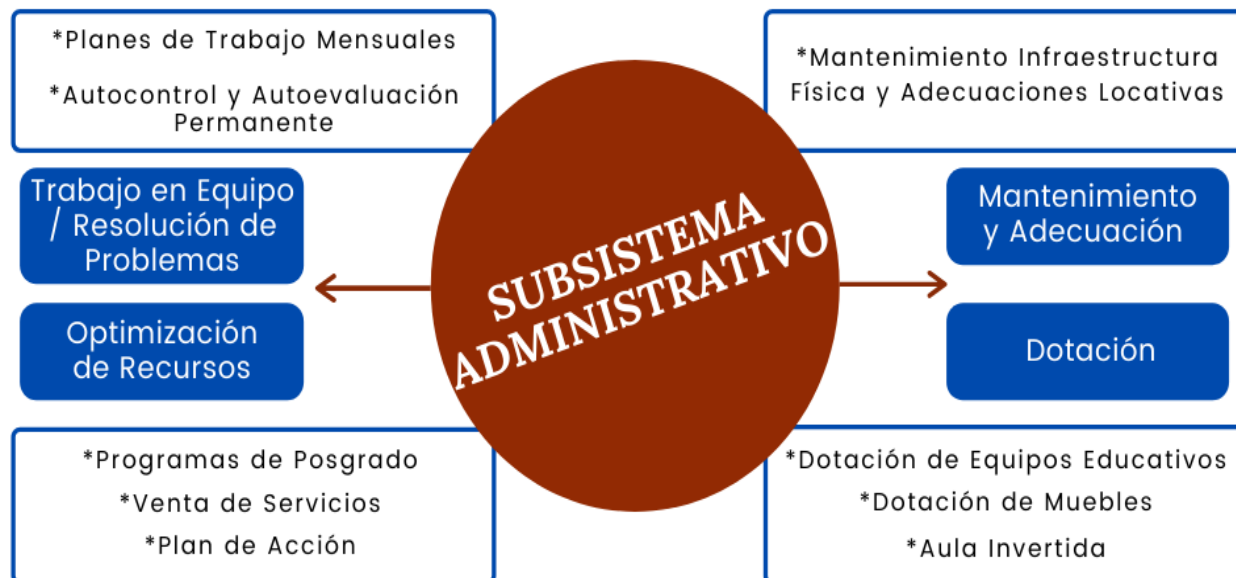 *Planes de Trabajo Mensuales
*Autocontrol y Autoevaluación
Permanente
Trabajo en Equipo
/ Resolución de
Problemas
Optimización
de Recursos
*Programas de Posgrado
*Venta de Servicios
*Plan de Acción
SUBSISTEMA
ADMINISTRATIVO
*Mantenimiento Infraestructura
Física y Adecuaciones Locativas
Mantenimiento
y Adecuación
Dotación
*Dotación de Equipos Educativos
*Dotación de Muebles
*Aula Invertida